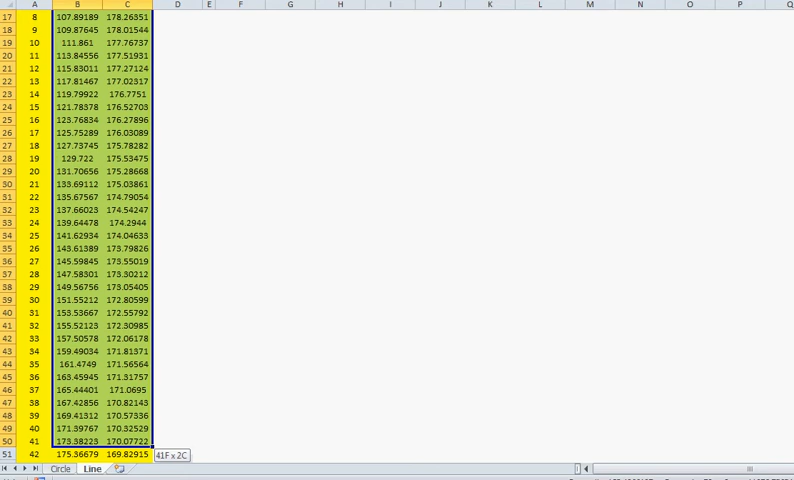 A B C D E F G H I J K L M N O P Q
17 8 107.89189 178.26351
18 9 109.87645 178.01544
19 10 111.861 177.76737
20 11 113.84556 177.51931
21 12 115.83011 177.27124
22 13 117.81467 177.02317
23 14 119.79922 176.7751
24 15 121.78378 176.52703
25 16 123.76834 176.27896
26 17 125.75289 176.03089
27 18 127.73745 175.78282
28 19 129.722 175.53475
29 20 131.70656 175.28668
30 21 133.69112 175.03861
31 22 135.67567 174.79054
32 23 137.66023 174.54247
33 24 139.64478 174.2944
34 25 141.62934 174.04633
35 26 143.61389 173.79826
36 27 145.59845 173.55019
37 28 147.58301 173.30212
38 29 149.56756 173.05405
39 30 151.55212 172.80599
40 31 153.53667 172.55792
41 32 155.52123 172.30985
42 33 157.50578 172.06178
43 34 159.49034 171.81371
44 35 161.4749 171.56564
45 36 163.45945 171.31757
46 37 165.44401 171.0695
47 38 167.42856 170.82143
48 39 169.41312 170.57336
49 40 171.39767 170.32529
50 41 173.38223 170.07722
51 42 175.36679 169.82915 41F x 2C
Circle Line